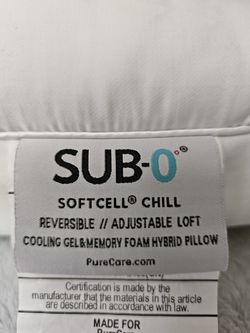 SUB-0°®
SOFTCELL® CHILL
REVERSIBLE // ADJUSTABLE LOFT
COOLING GEL&MEMORY FOAM HYBRID PILLOW
PureCare.com
Certification is made by the
manufacturer that the materials in this article
are described in accordance with law.
MADE FOR